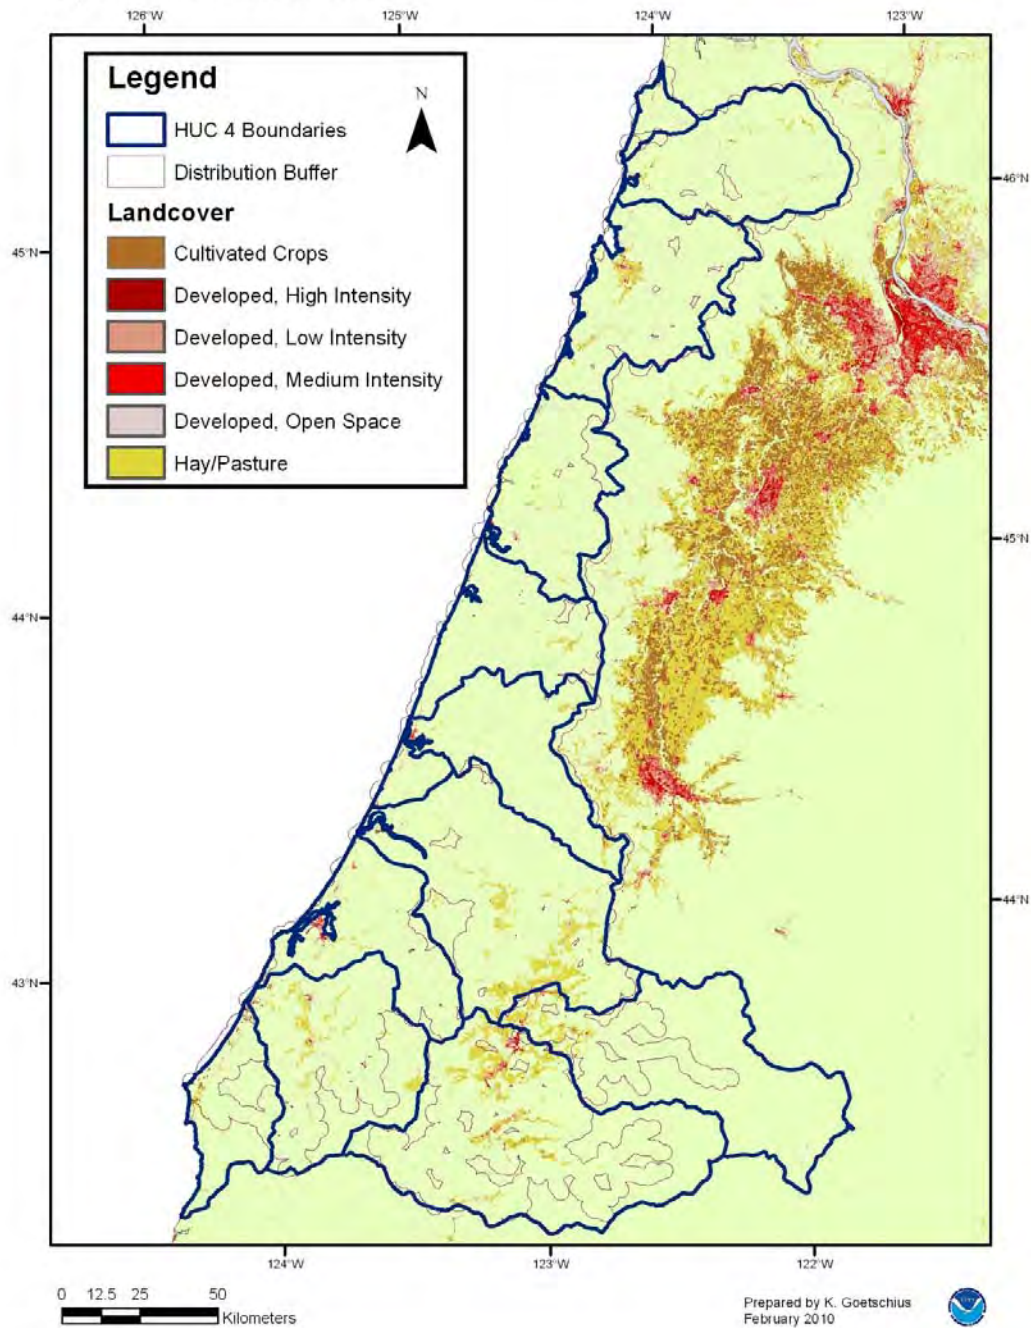 126°W 125°W 124°W 123°W
Legend
N
HUC 4 Boundaries
Distribution Buffer
Landcover
Cultivated Crops
Developed, High Intensity
Developed, Low Intensity
Developed, Medium Intensity
Developed, Open Space
Hay/Pasture
46°N
45°N
45°N
44°N
44°N
43°N
124°W 123°W 122°W
0 12.5 25 50
Kilometers
Prepared by K. Goetschius
February 2010